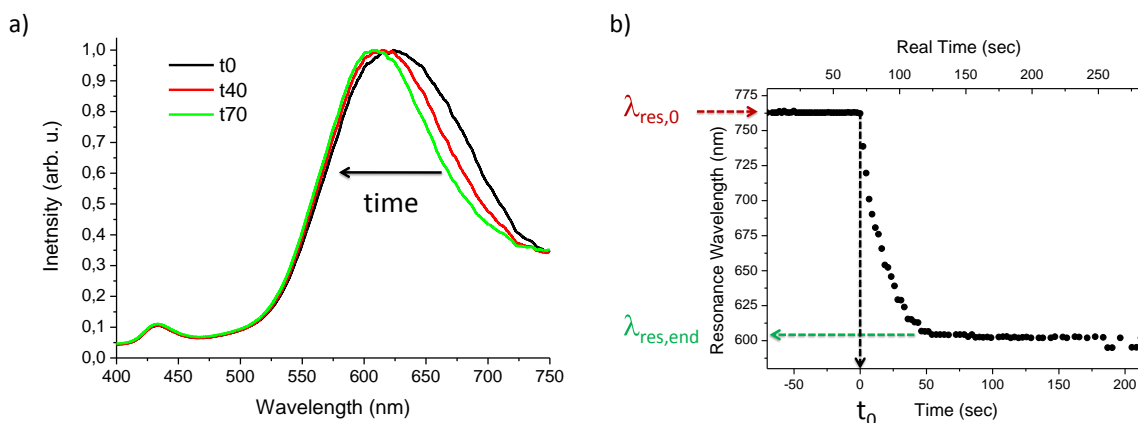 a)
Inetnsity (arb. u.)
1,0
0,9
0,8
0,7
0,6
0,5
0,4
0,3
0,2
0,1
0,0
t0
t40
t70
time
400 450 500 550 600 650 700 750
Wavelength (nm)
b)
Real Time (sec)
50 100 150 200 250
λres,0
λres,end
Resonance Wavelength (nm)
775
750
725
700
675
650
625
600
-50 0 50 100 150 200
t0
Time (sec)